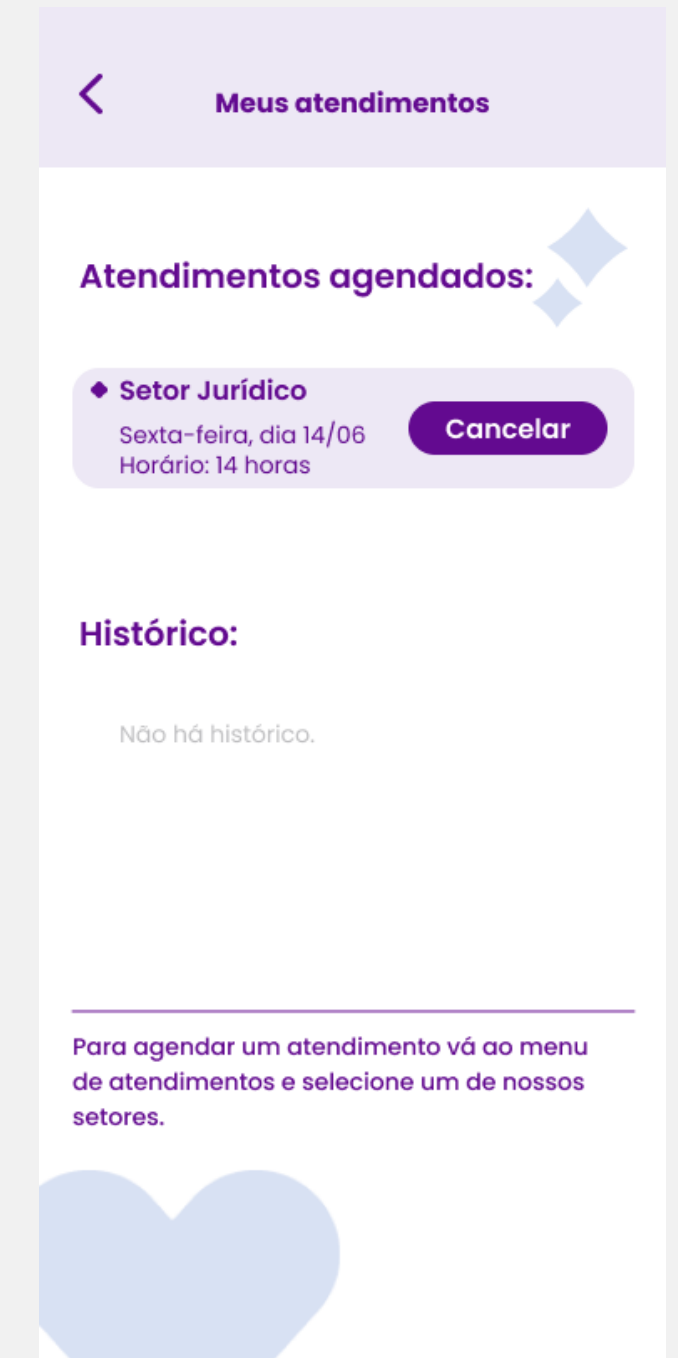 Meus atendimentos
Atendimentos agendados:
Setor Jurídico
Sexta-feira, dia 14/06
Horário: 14 horas
Cancelar
Histórico:
Não há histórico.
Para agendar um atendimento vá ao menu
de atendimentos e selecione um de nossos
setores.